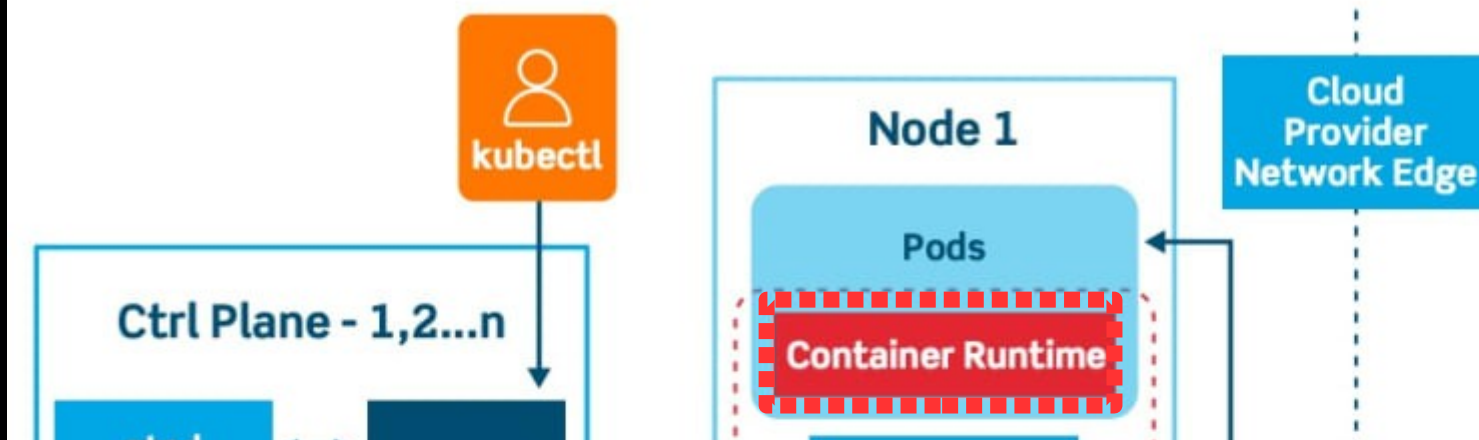 kubectl
Ctrl Plane - 1,2...n
Node 1
Pods
Container Runtime
Cloud
Provider
Network Edge